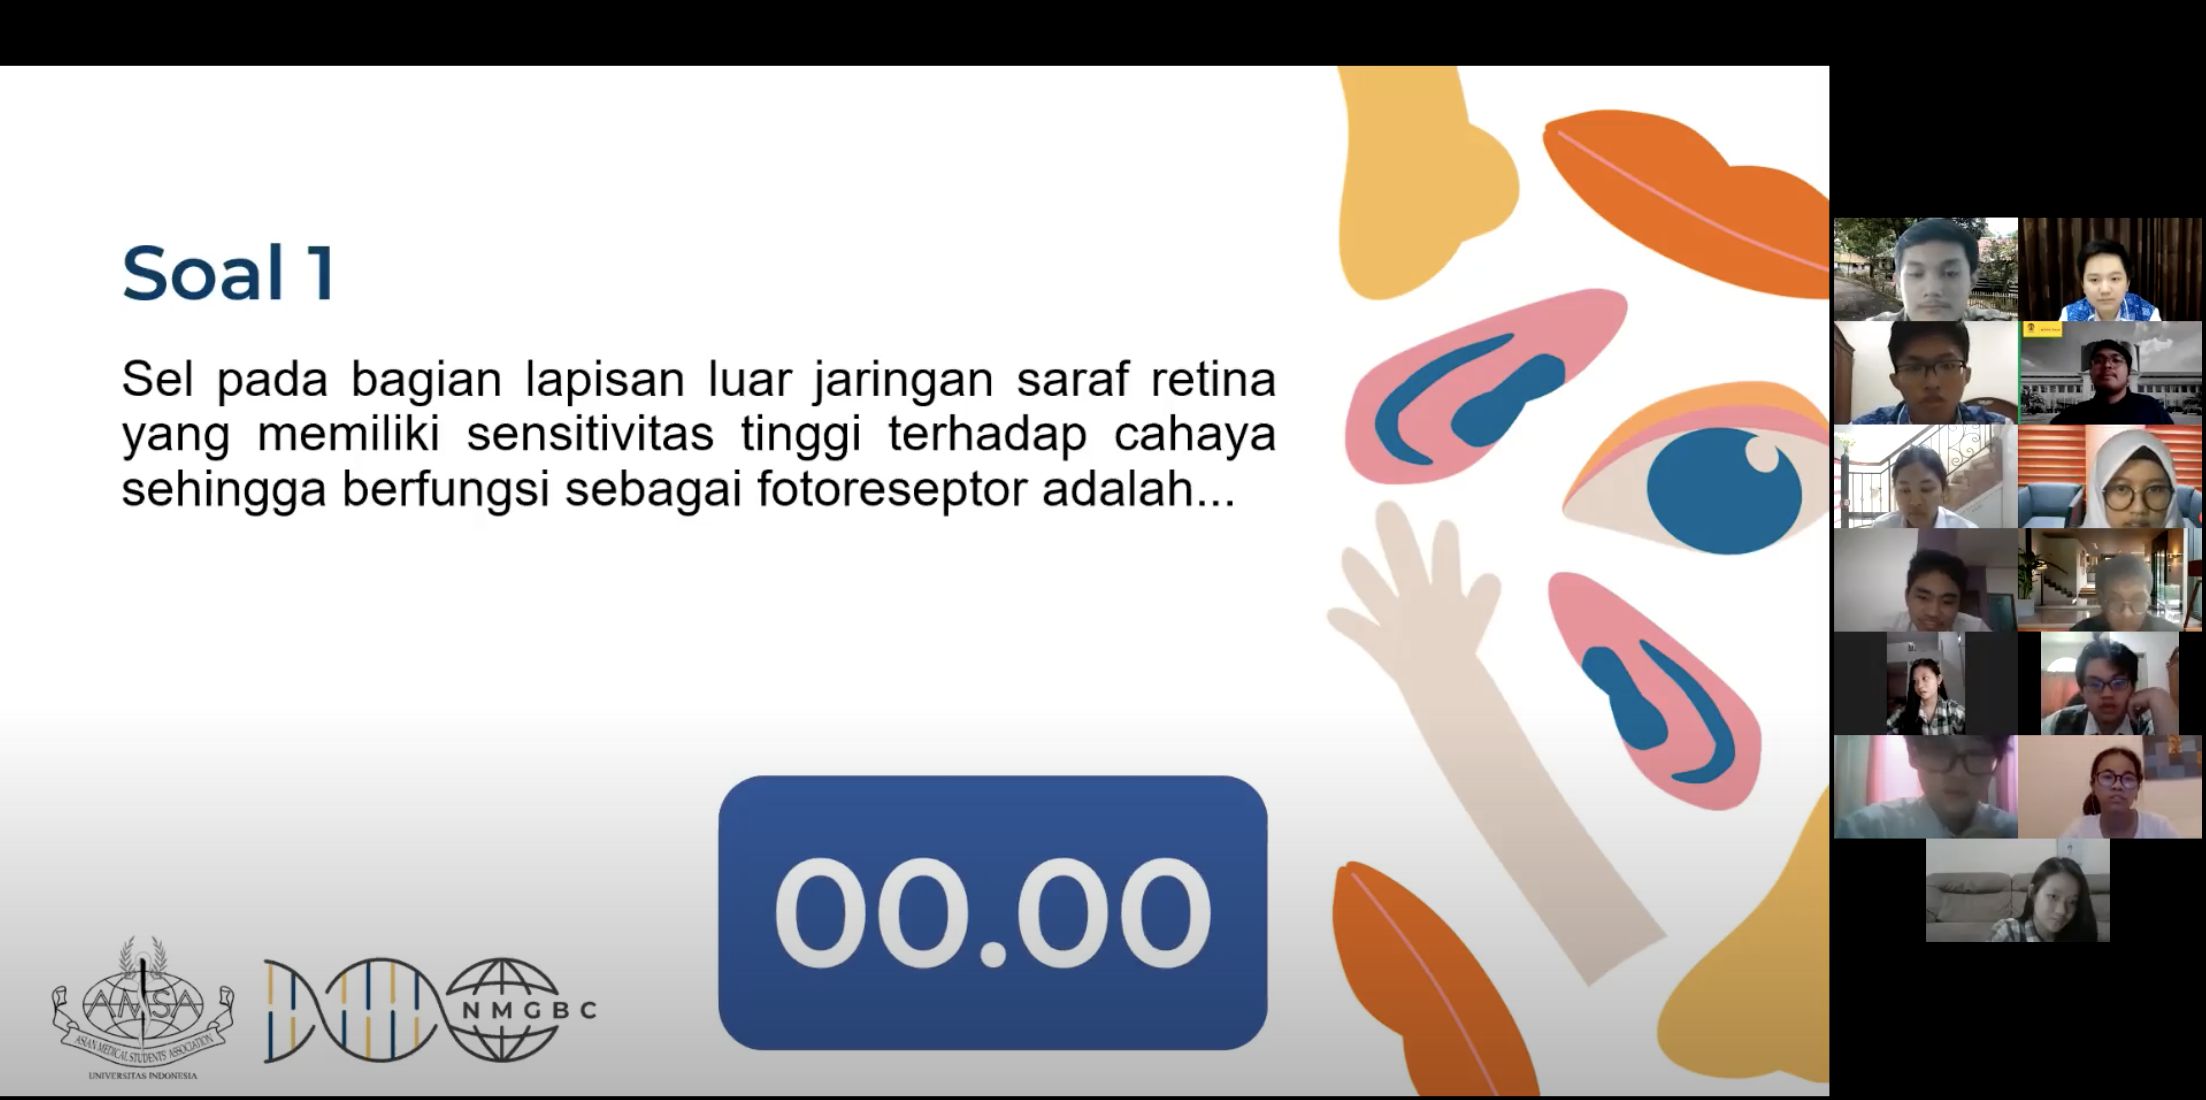 Soal 1
Sel pada bagian lapisan luar jaringan saraf retina
yang memiliki sensitivitas tinggi terhadap cahaya
sehingga berfungsi sebagai fotoreseptor adalah...
00.00
AMSA
ASIAN MEDICAL STUDENTS' ASSOCIATION
UNIVERSITAS INDONESIA
NMGBC